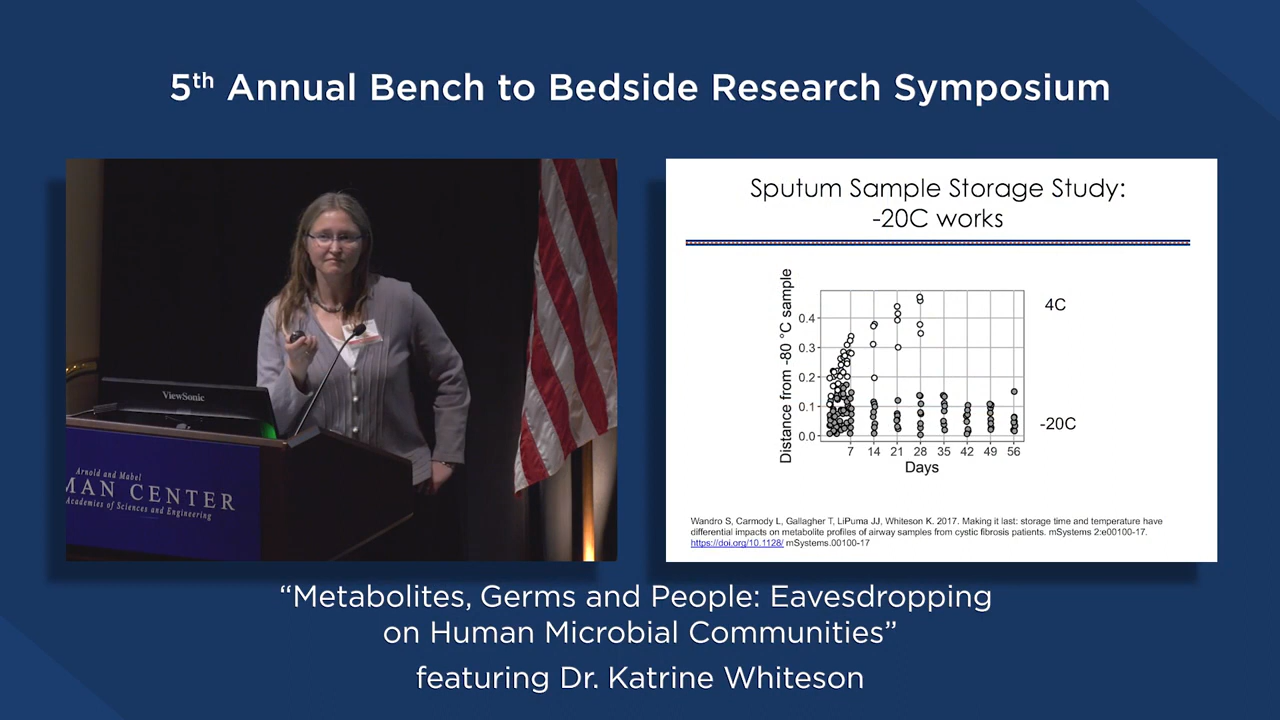 5th Annual Bench to Bedside Research Symposium
ViewSonic
Arnold and Mabel
MAN CENTER
Academies of Sciences and Engineering
Sputum Sample Storage Study:
-20C works
Distance from -80 °C sample
0.4
0.3
0.2
0.1
0.0
7 14 21 28 35 42 49 56
Days
4C
-20C
Wandro S, Carmody L, Gallagher T, LiPuma JJ, Whiteson K. 2017. Making it last: storage time and temperature have
differential impacts on metabolite profiles of airway samples from cystic fibrosis patients. mSystems 2:e00100-17.
https://doi.org/10.1128/ mSystems.00100-17
“Metabolites, Germs and People: Eavesdropping
on Human Microbial Communities”
featuring Dr. Katrine Whiteson